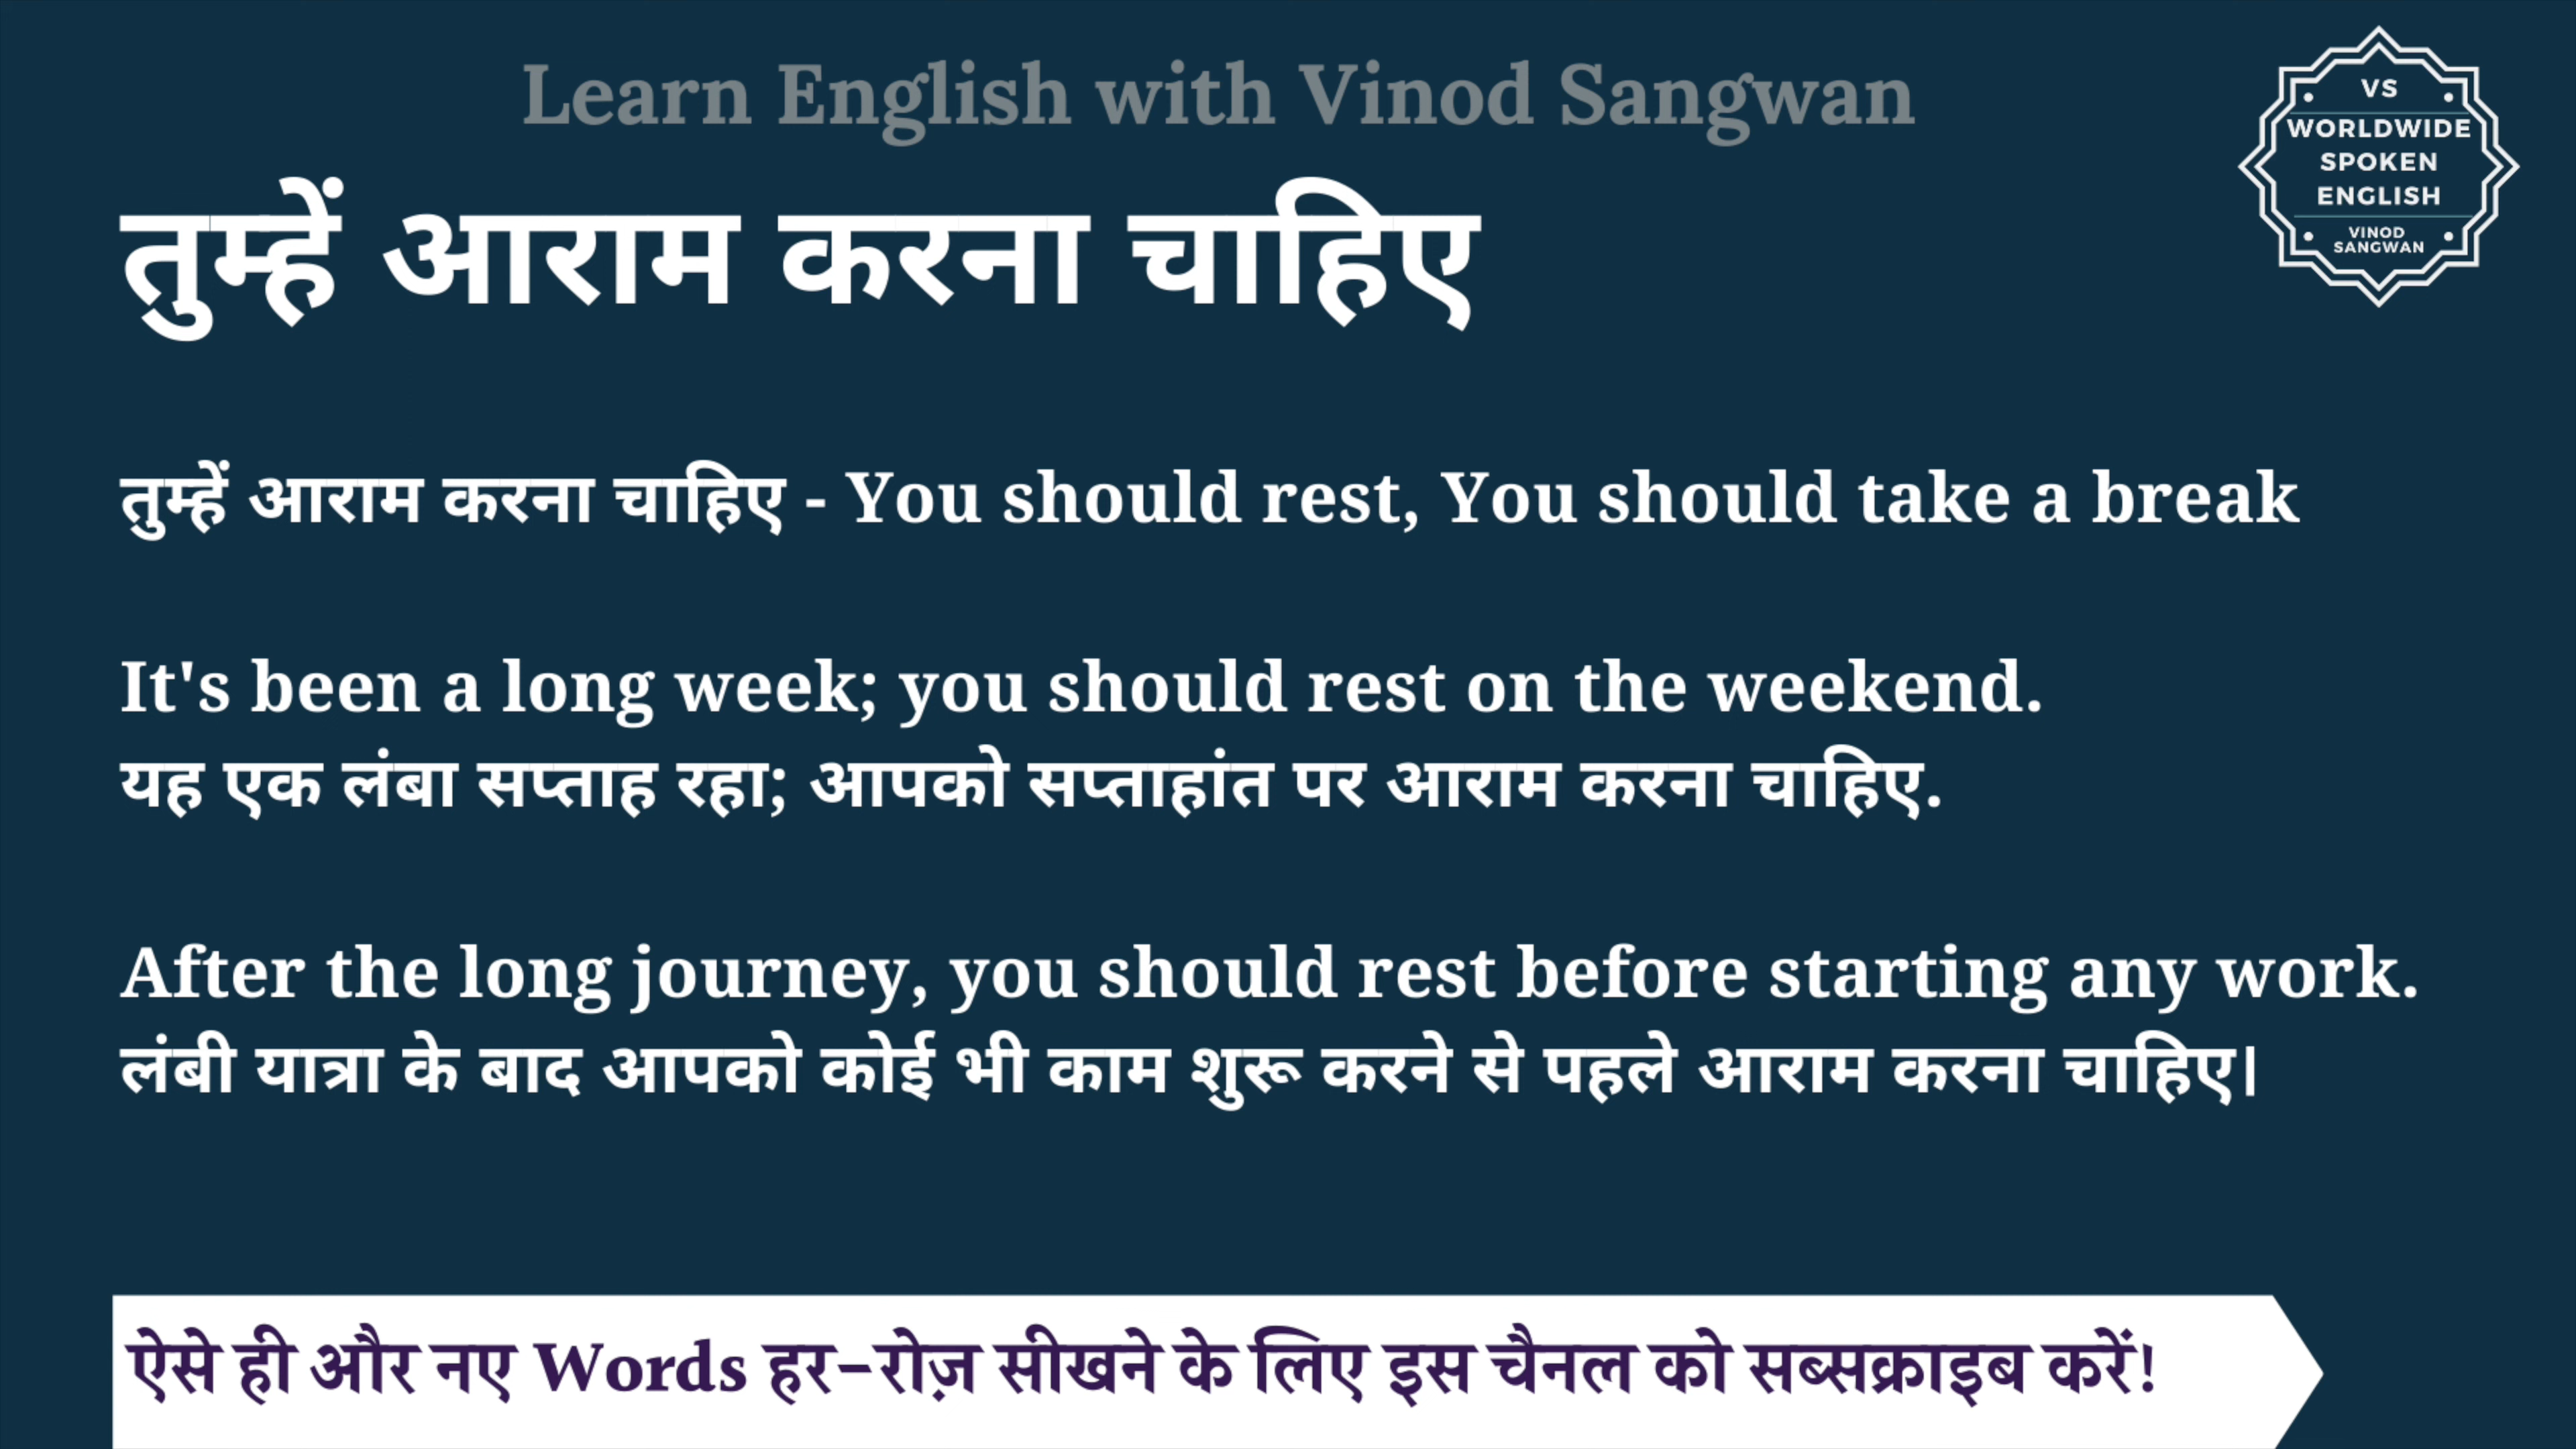 Learn English with Vinod Sangwan
VS
WORLDWIDE
SPOKEN
ENGLISH
VINOD
SANGWAN
तुम्हें आराम करना चाहिए
तुम्हें आराम करना चाहिए - You should rest, You should take a break
It's been a long week; you should rest on the weekend.
यह एक लंबा सप्ताह रहा; आपको सप्ताहांत पर आराम करना चाहिए.
After the long journey, you should rest before starting any work.
लंबी यात्रा के बाद आपको कोई भी काम शुरू करने से पहले आराम करना चाहिए।
ऐसे ही और नए Words हर-रोज़ सीखने के लिए इस चैनल को सब्सक्राइब करें!